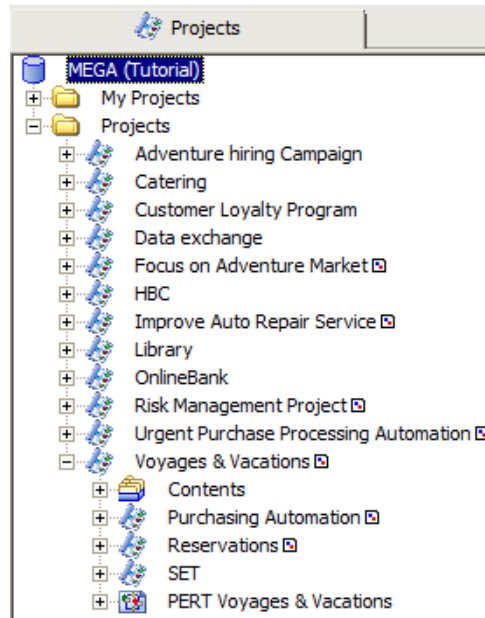 Projects
MEGA (Tutorial)
My Projects
Projects
Adventure hiring Campaign
Catering
Customer Loyalty Program
Data exchange
Focus on Adventure Market
HBC
Improve Auto Repair Service
Library
OnlineBank
Risk Management Project
Urgent Purchase Processing Automation
Voyages & Vacations
Contents
Purchasing Automation
Reservations
SET
PERT Voyages & Vacations